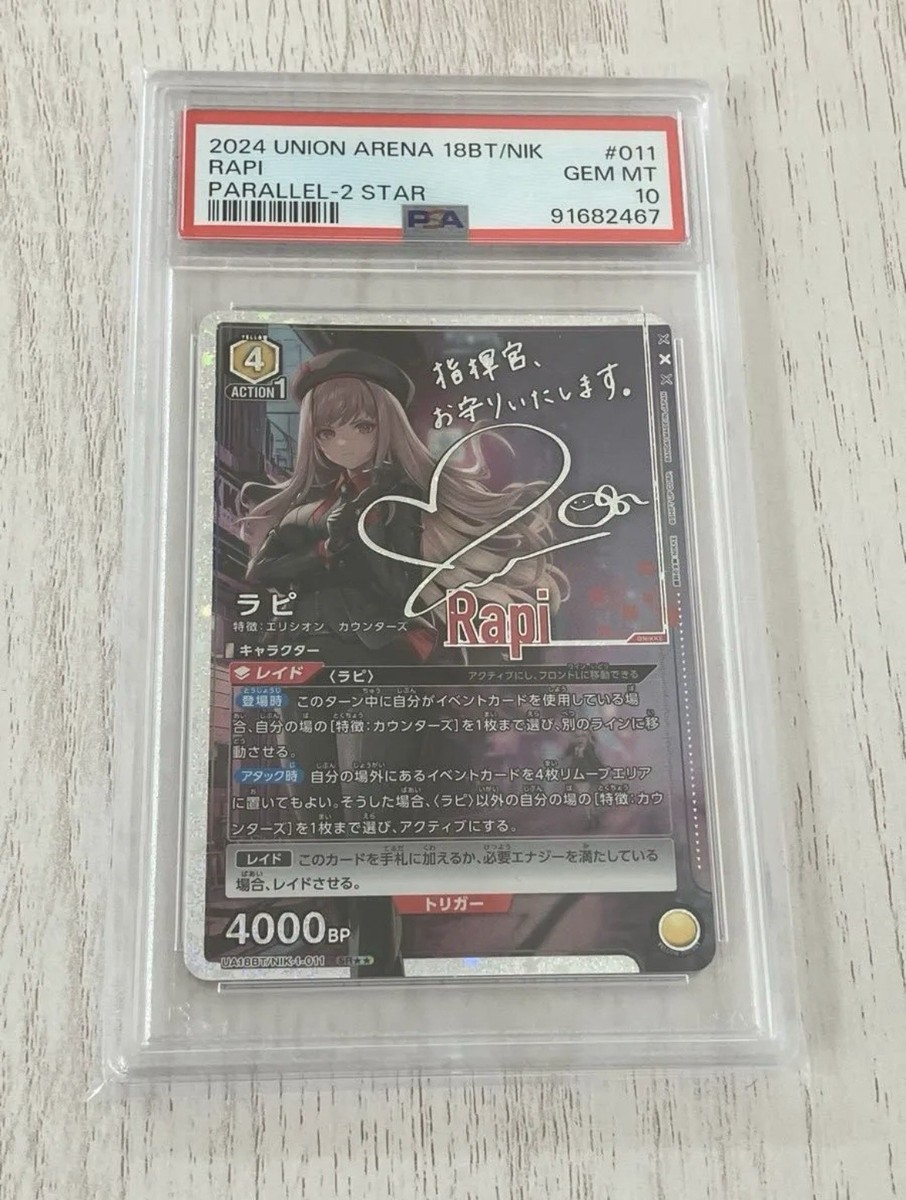 2024 UNION ARENA 18BT/NIK #011
RAPI GEM MT
PARALLEL-2 STAR 10
PSA 91682467
4
ACTION1
指揮官、
お守りいたします。
Rapi
ラピ
特徴:エリシオン カウンターズ
キャラクター
レイド 〈ラピ〉 アクティブにし、フロントLに移動できる
登場時 このターン中に自分がイベントカードを使用している場
合、自分の場の[特徴:カウンターズ]を1枚まで選び、別のラインに移
動させる。
アタック時 自分の場外にあるイベントカードを4枚リムーブエリア
に置いてもよい。そうした場合、〈ラピ〉以外の自分の場の[特徴:カウ
ンターズ]を1枚まで選び、アクティブにする。
レイド このカードを手札に加えるか、必要エナジーを満たしている
場合、レイドさせる。
トリガー
4000BP
UA18BT/NIK-1-011 SR★★